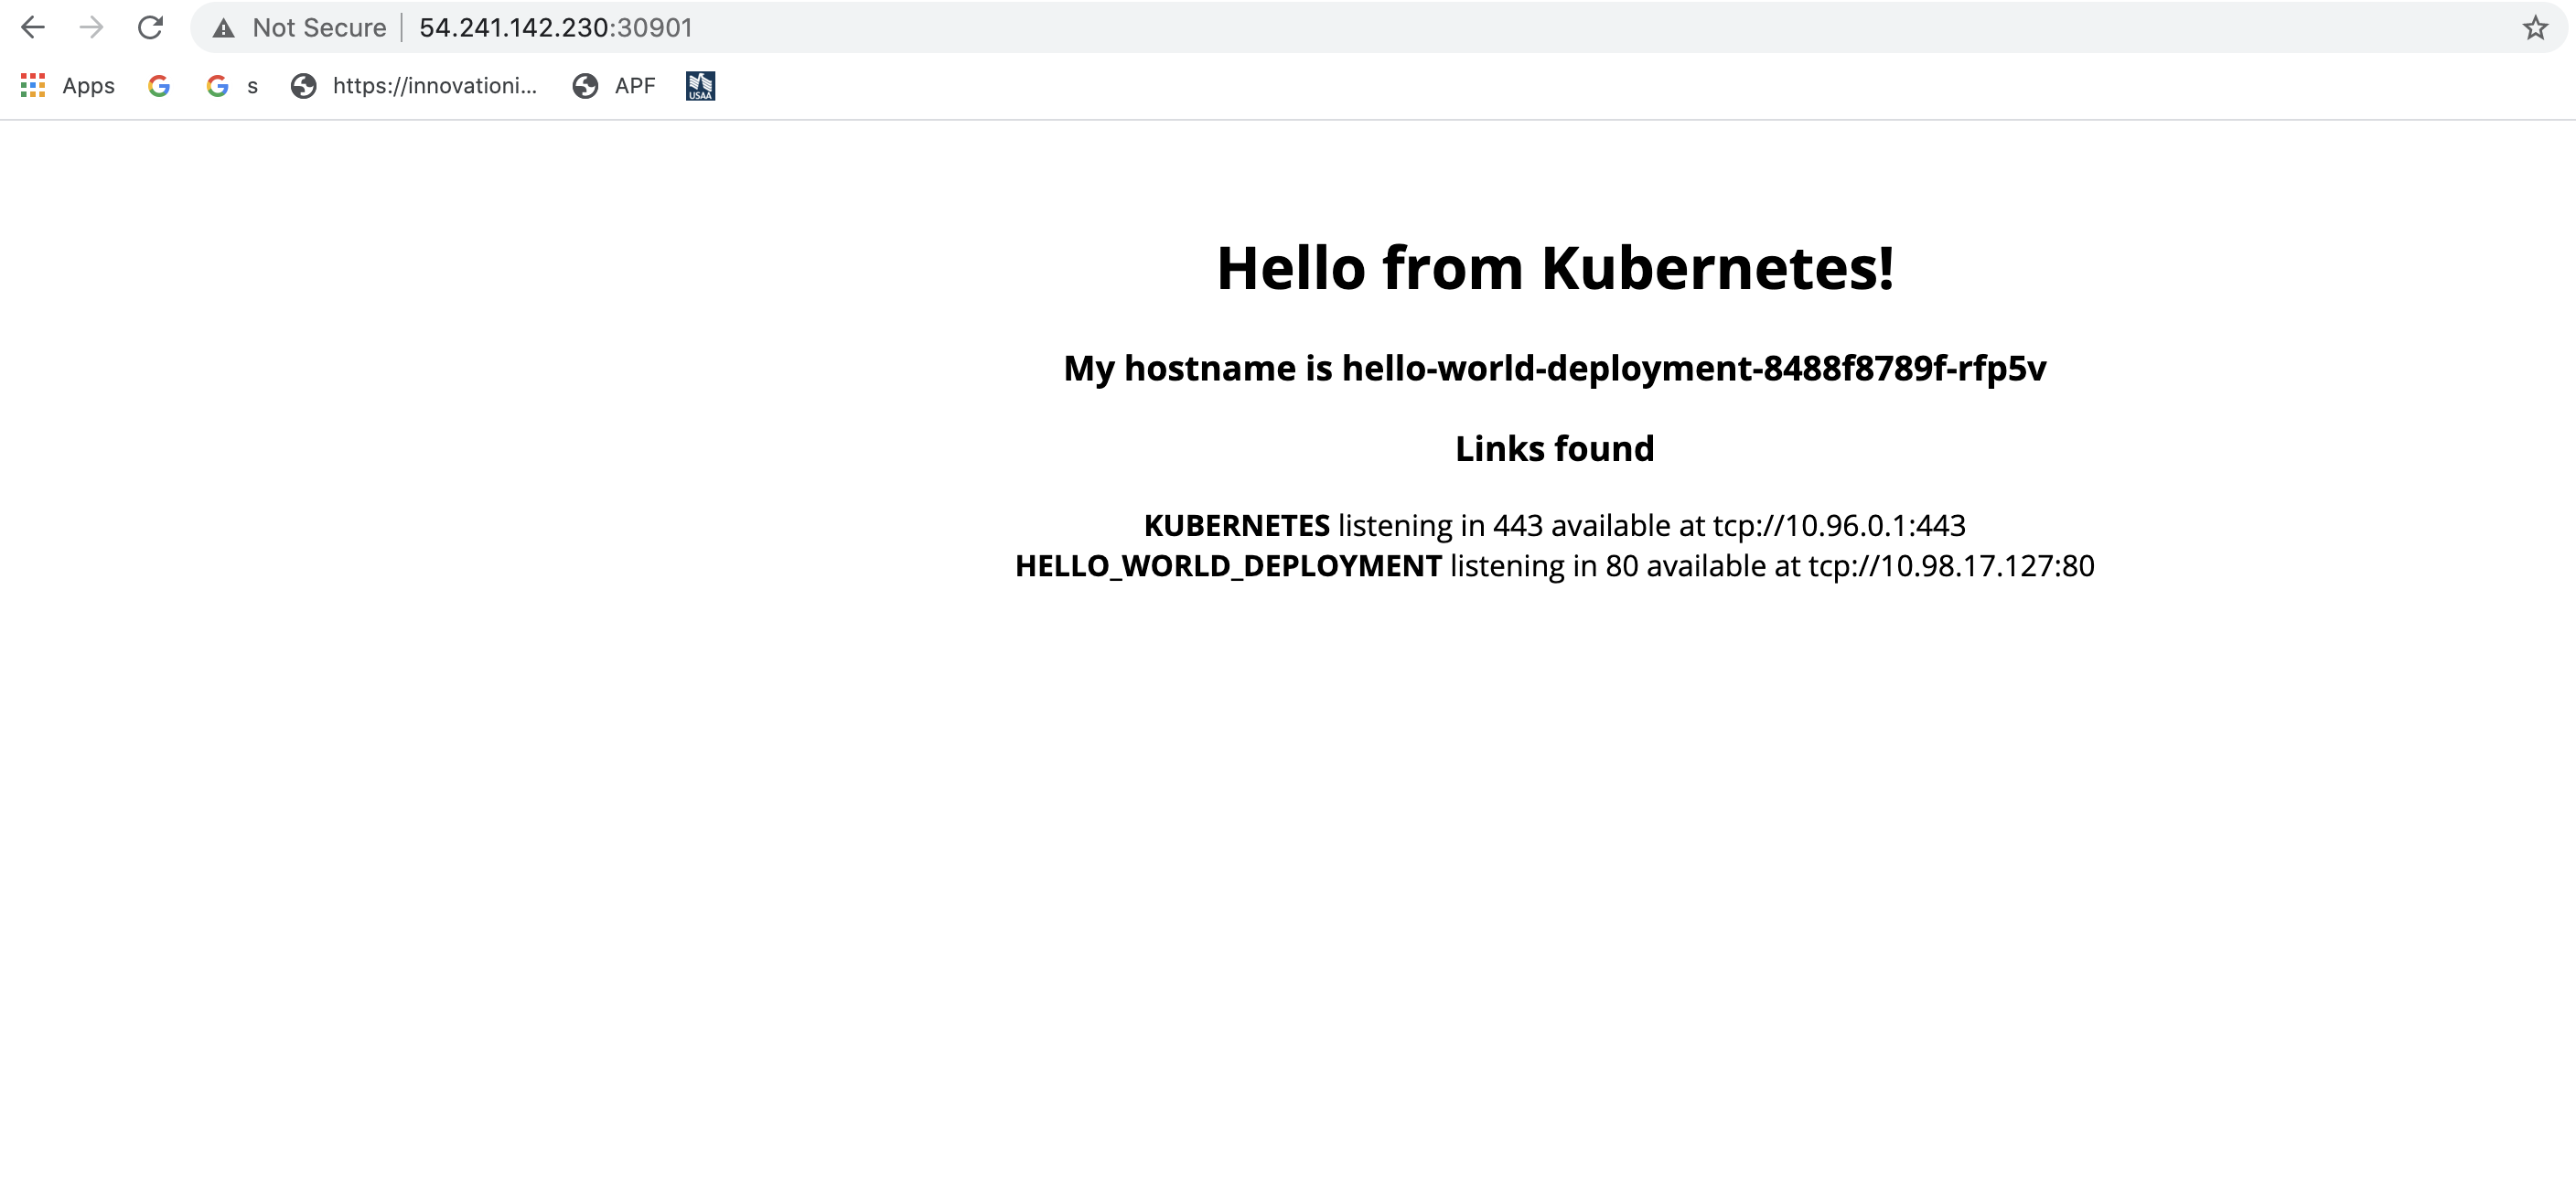 Not Secure 54.241.142.230:30901
Apps s https://innovationi... APF USAA
Hello from Kubernetes!
My hostname is hello-world-deployment-8488f8789f-rfp5v
Links found
KUBERNETES listening in 443 available at tcp://10.96.0.1:443
HELLO_WORLD_DEPLOYMENT listening in 80 available at tcp://10.98.17.127:80